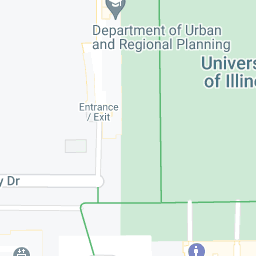 Department of Urban
and Regional Planning
Univers
of Illin
Entrance
/ Exit
y Dr